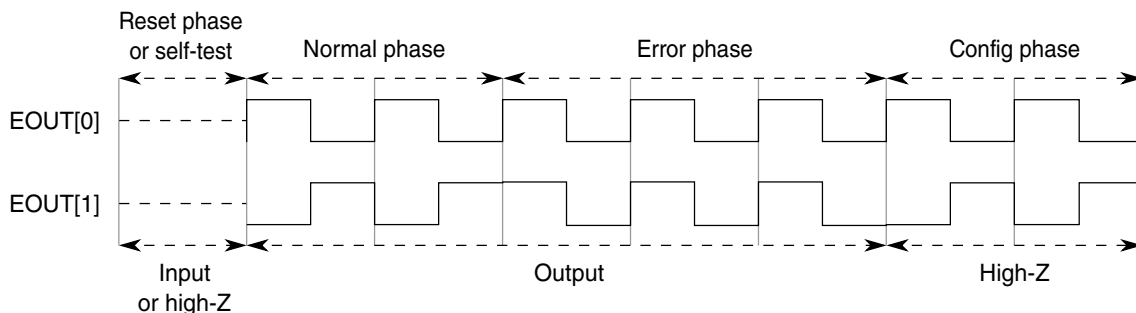 Reset phase
or self-test
Normal phase
Error phase
Config phase
EOUT[0]
EOUT[1]
Input
or high-Z
Output
High-Z